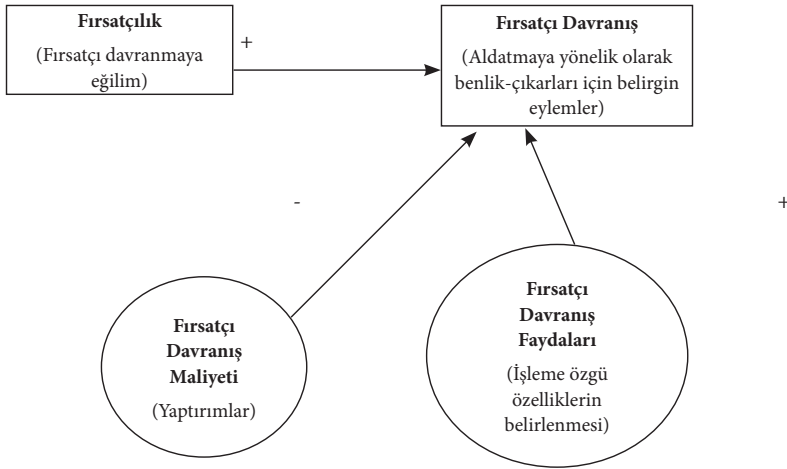 Fırsatçılık
(Fırsatçı davranmaya
eğilim)
+
Fırsatçı Davranış
(Aldatmaya yönelik olarak
benlik-çıkarları için belirgin
eylemler)
-
+
Fırsatçı
Davranış
Maliyeti
(Yaptırımlar)
Fırsatçı
Davranış
Faydaları
(İşleme özgü
özelliklerin
belirlenmesi)